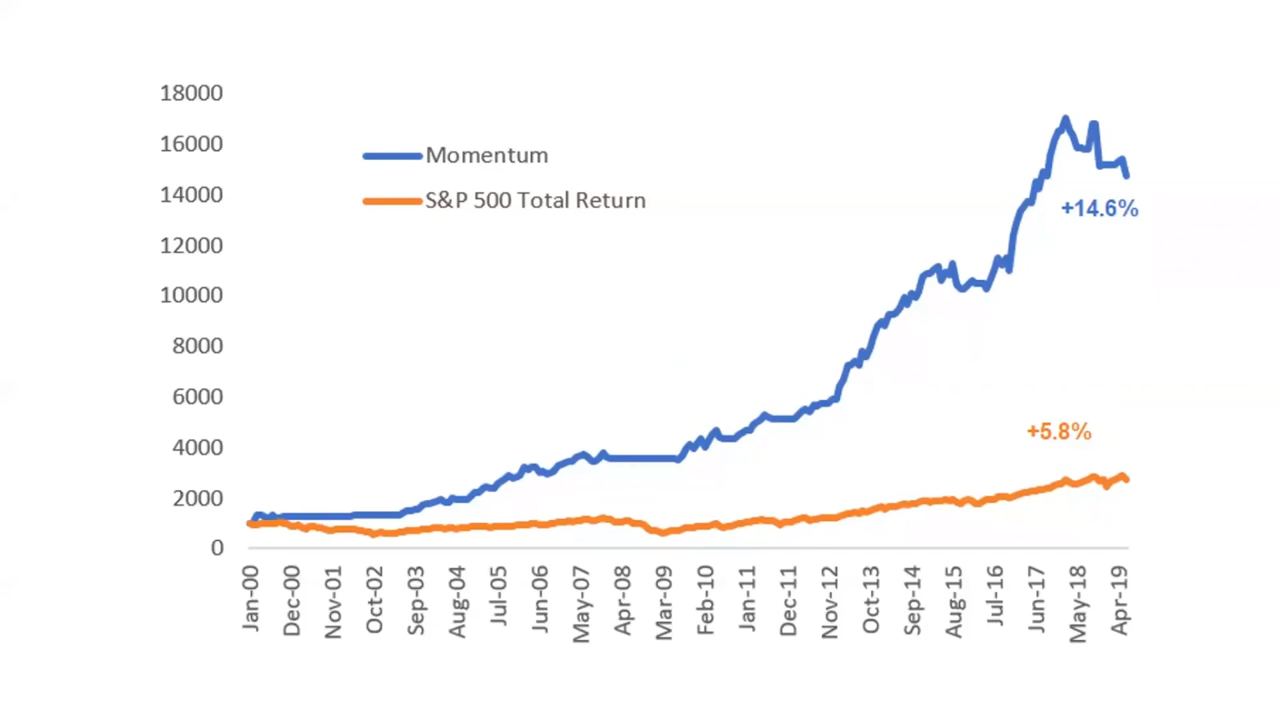 18000
16000
14000
12000
10000
8000
6000
4000
2000
0
Momentum
S&P 500 Total Return
+14.6%
+5.8%
Jan-00
Dec-00
Nov-01
Oct-02
Sep-03
Aug-04
Jul-05
Jun-06
May-07
Apr-08
Mar-09
Feb-10
Jan-11
Dec-11
Nov-12
Oct-13
Sep-14
Aug-15
Jul-16
Jun-17
May-18
Apr-19